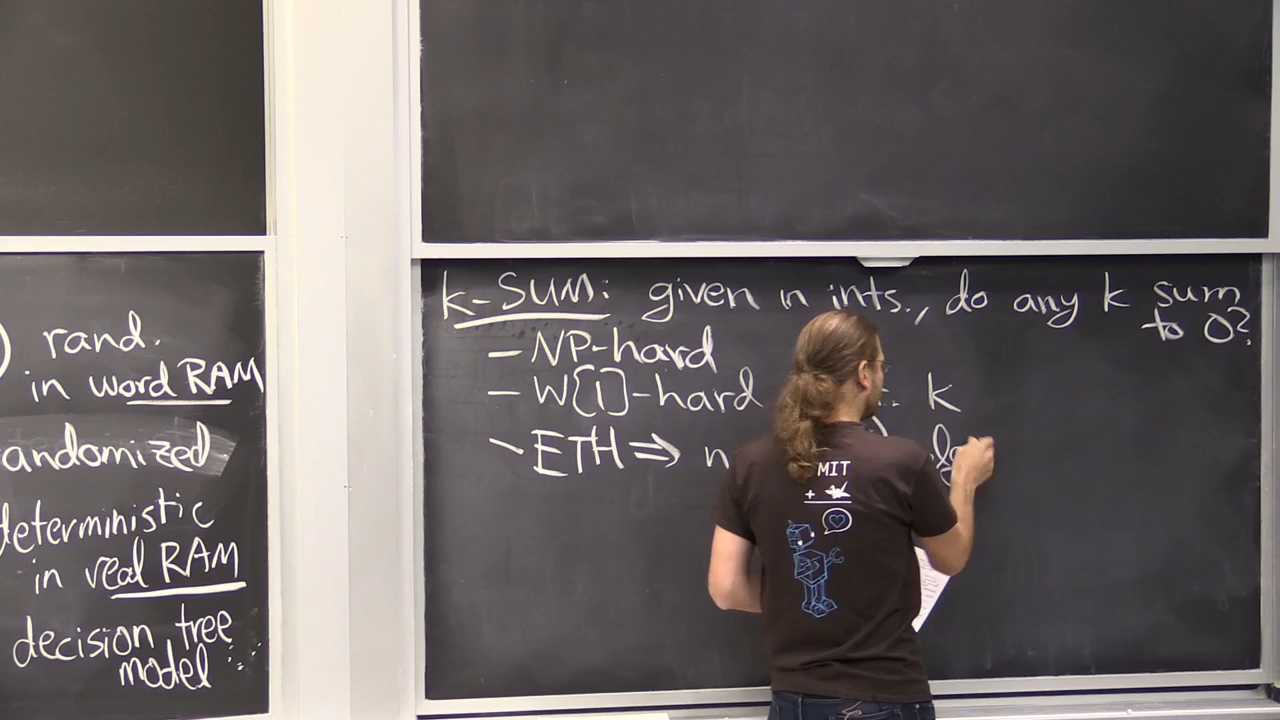 rand.
in word RAM
randomized
deterministic
in real RAM
decision tree
model
k-SUM: given n ints., do any k sum
to 0?
- NP-hard
- W[1]-hard k
- ETH ⇒ n
MIT
+